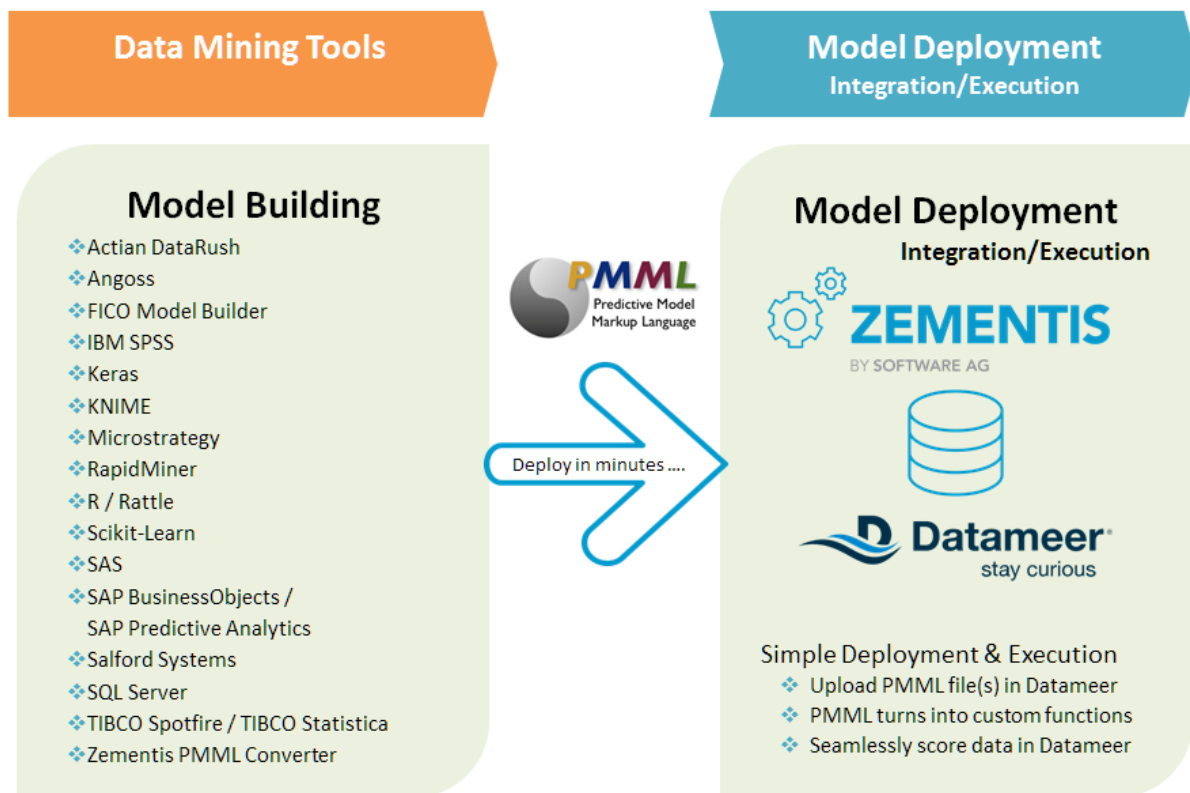 Data Mining Tools
Model Deployment
Integration/Execution
Model Building
❖Actian DataRush
❖Angoss
❖FICO Model Builder
❖IBM SPSS
❖Keras
❖KNIME
❖Microstrategy
❖RapidMiner
❖R / Rattle
❖Scikit-Learn
❖SAS
❖SAP BusinessObjects /
SAP Predictive Analytics
❖Salford Systems
❖SQL Server
❖TIBCO Spotfire / TIBCO Statistica
❖Zementis PMML Converter
PMML
Predictive Model
Markup Language
Deploy in minutes ....
Model Deployment
Integration/Execution
ZEMENTIS
BY SOFTWARE AG
D Datameer®
stay curious
Simple Deployment & Execution
❖ Upload PMML file(s) in Datameer
❖ PMML turns into custom functions
❖ Seamlessly score data in Datameer